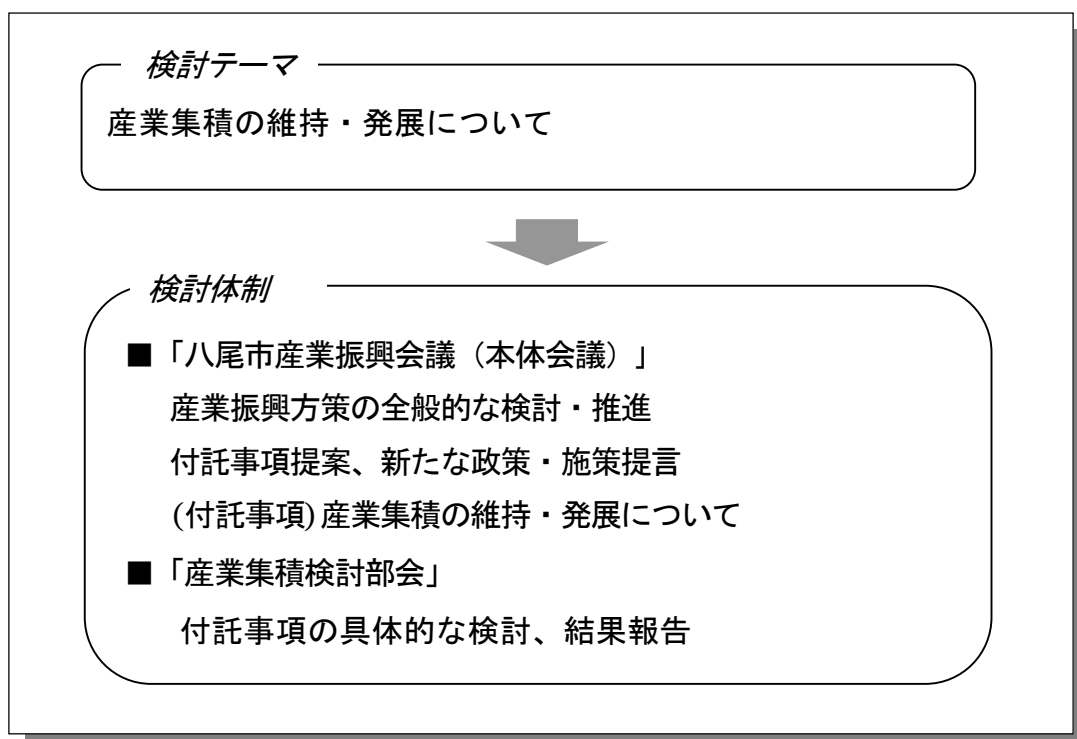 検討テーマ
産業集積の維持・発展について
検討体制
■「八尾市産業振興会議（本体会議）」
産業振興方策の全般的な検討・推進
付託事項提案、新たな政策・施策提言
(付託事項)産業集積の維持・発展について
■「産業集積検討部会」
付託事項の具体的な検討、結果報告